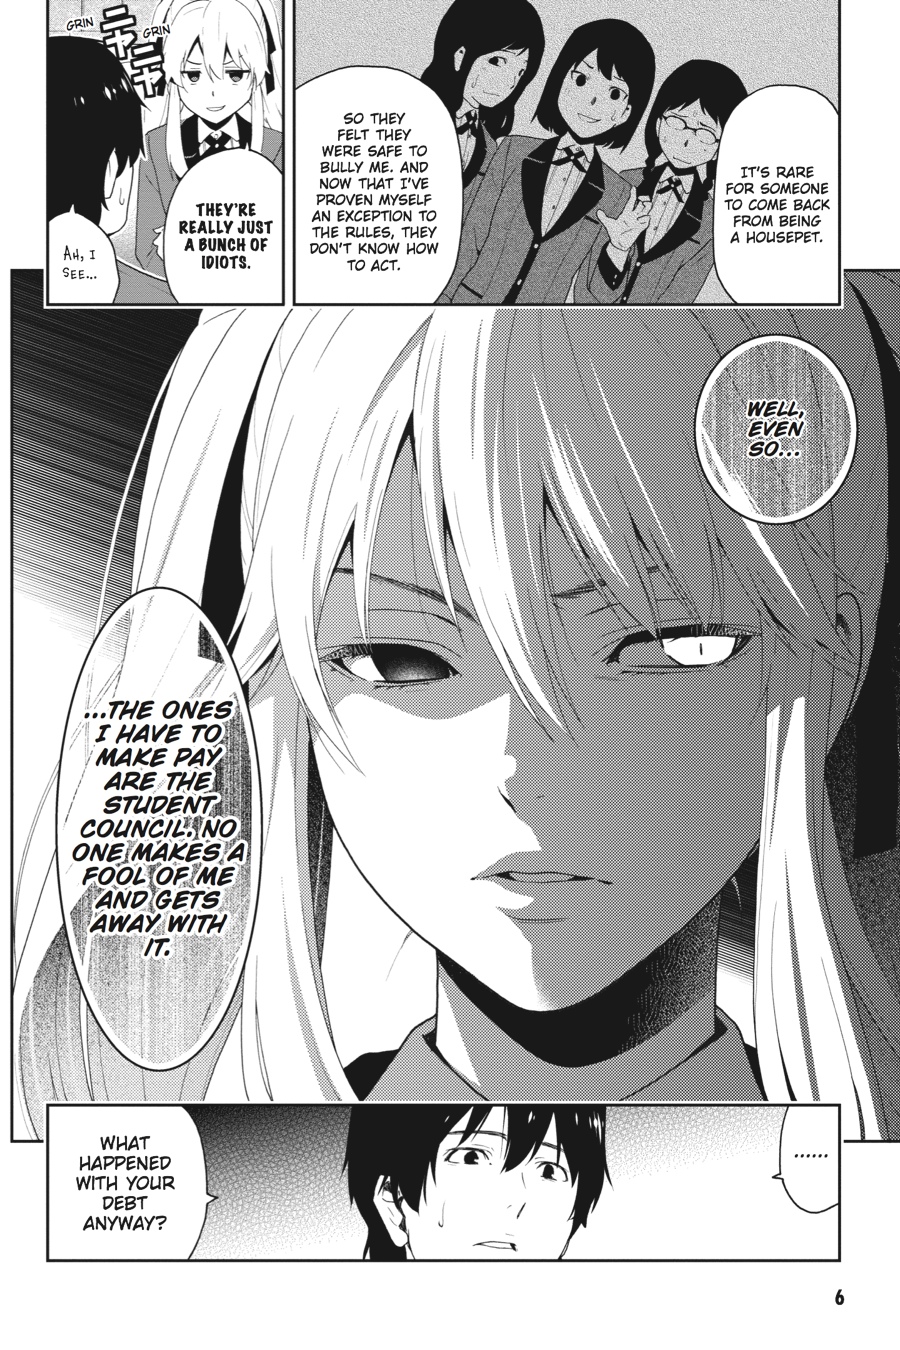 IT'S RARE
FOR SOMEONE
TO COME BACK
FROM BEING
A HOUSEPET.
SO THEY
FELT THEY
WERE SAFE TO
BULLY ME. AND
NOW THAT I'VE
PROVEN MYSELF
AN EXCEPTION TO
THE RULES, THEY
DON'T KNOW HOW
TO ACT.
GRIN
ニヤ
GRIN
ニヤ
THEY'RE
REALLY JUST
A BUNCH OF
IDIOTS.
AH, I
SEE...
WELL,
EVEN
SO...
...THE ONES
I HAVE TO
MAKE PAY
ARE THE
STUDENT
COUNCIL. NO
ONE MAKES A
FOOL OF ME
AND GETS
AWAY WITH
IT.
......
WHAT
HAPPENED
WITH YOUR
DEBT
ANYWAY?
6